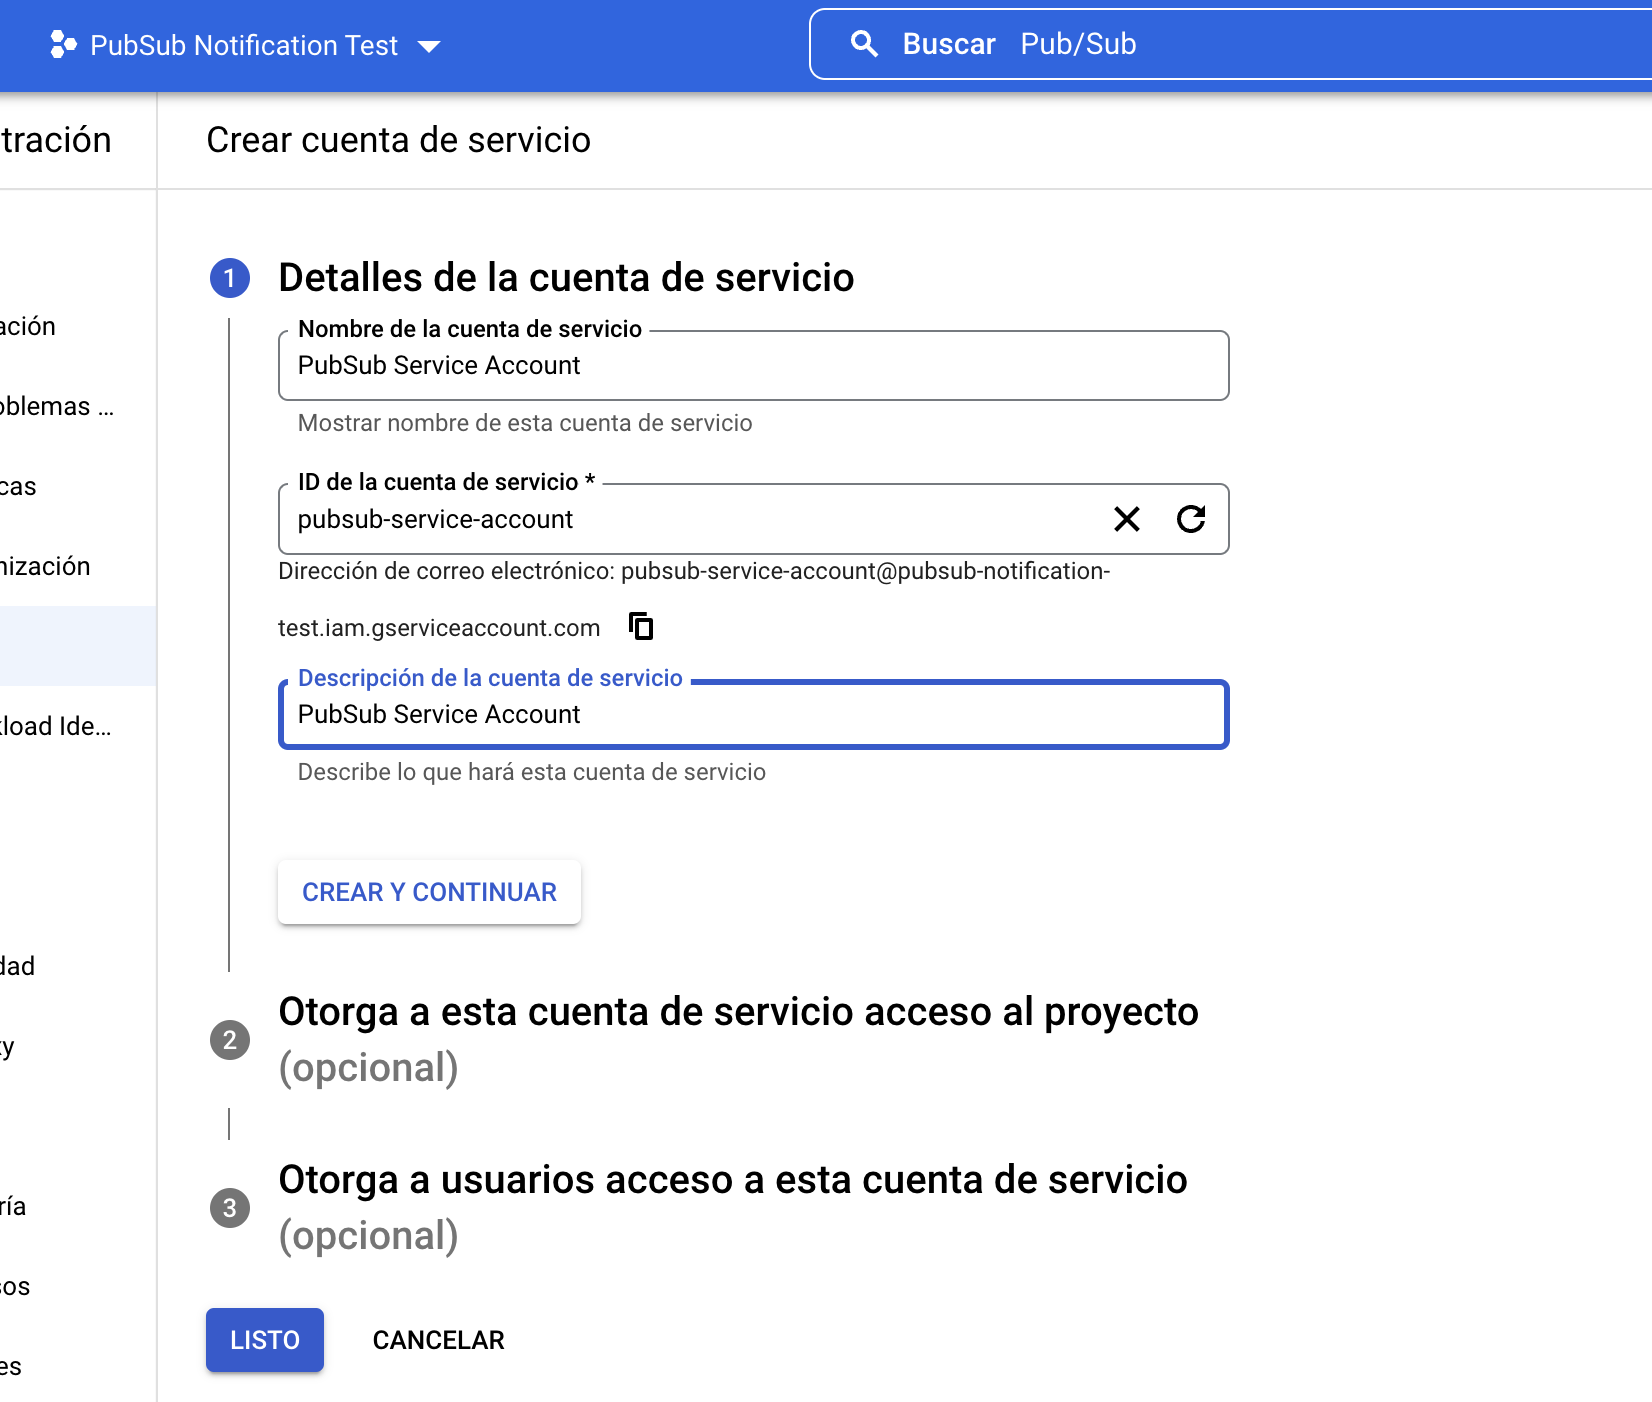 PubSub Notification Test
Buscar Pub/Sub
tración
Crear cuenta de servicio
ación
oblemas ...
cas
nización
kload Ide...
dad
xy
ría
sos
es
1
Detalles de la cuenta de servicio
Nombre de la cuenta de servicio
PubSub Service Account
Mostrar nombre de esta cuenta de servicio
ID de la cuenta de servicio *
pubsub-service-account
Dirección de correo electrónico: pubsub-service-account@pubsub-notification-
test.iam.gserviceaccount.com
Descripción de la cuenta de servicio
PubSub Service Account
Describe lo que hará esta cuenta de servicio
CREAR Y CONTINUAR
2
Otorga a esta cuenta de servicio acceso al proyecto
(opcional)
3
Otorga a usuarios acceso a esta cuenta de servicio
(opcional)
LISTO CANCELAR